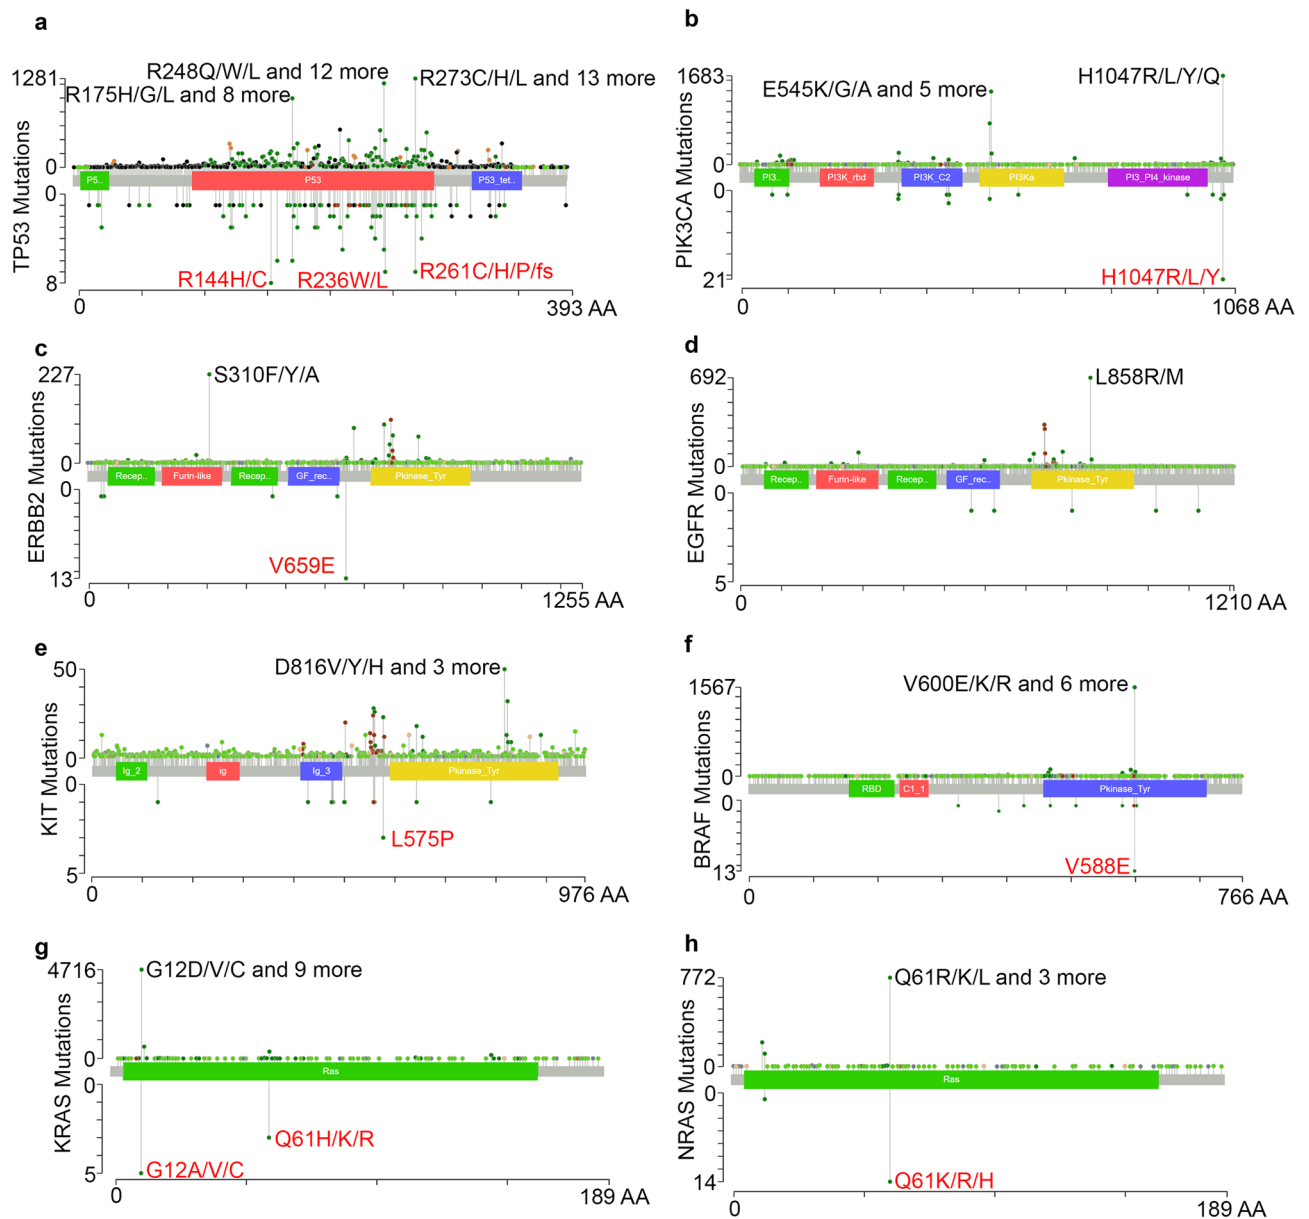 a
1281
0
0
8
TP53 Mutations
R248Q/W/L and 12 more
R273C/H/L and 13 more
R175H/G/L and 8 more
P5..
P53
P53_tet..
R144H/C
R236W/L
R261C/H/P/fs
0
393 AA
b
1683
0
0
21
PIK3CA Mutations
H1047R/L/Y/Q
E545K/G/A and 5 more
PI3..
PI3K_rbd
PI3K_C2
PI3Ka
PI3_PI4_kinase
H1047R/L/Y
0
1068 AA
c
227
0
0
13
ERBB2 Mutations
S310F/Y/A
Recep..
Furin-like
Recep..
GF_rec..
Pkinase_Tyr
V659E
0
1255 AA
d
692
0
0
5
EGFR Mutations
L858R/M
Recep..
Furin-like
Recep..
GF_rec..
Pkinase_Tyr
0
1210 AA
e
50
0
0
5
KIT Mutations
D816V/Y/H and 3 more
Ig_2
ig
Ig_3
Pkinase_Tyr
L575P
0
976 AA
f
1567
0
0
13
BRAF Mutations
V600E/K/R and 6 more
RBD
C1_1
Pkinase_Tyr
V588E
0
766 AA
g
4716
0
0
5
KRAS Mutations
G12D/V/C and 9 more
Ras
Q61H/K/R
G12A/V/C
0
189 AA
h
772
0
0
14
NRAS Mutations
Q61R/K/L and 3 more
Ras
Q61K/R/H
0
189 AA